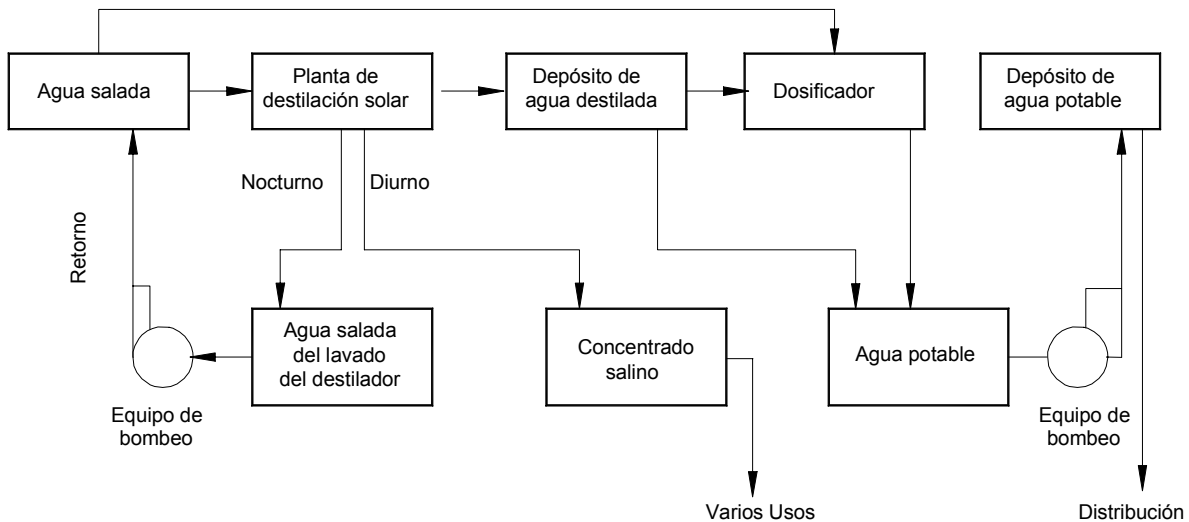 Agua salada
Planta de
destilación solar
Depósito de
agua destilada
Dosificador
Depósito de
agua potable
Nocturno
Diurno
Retorno
Agua salada
del lavado
del destilador
Concentrado
salino
Agua potable
Equipo de
bombeo
Equipo de
bombeo
Varios Usos
Distribución